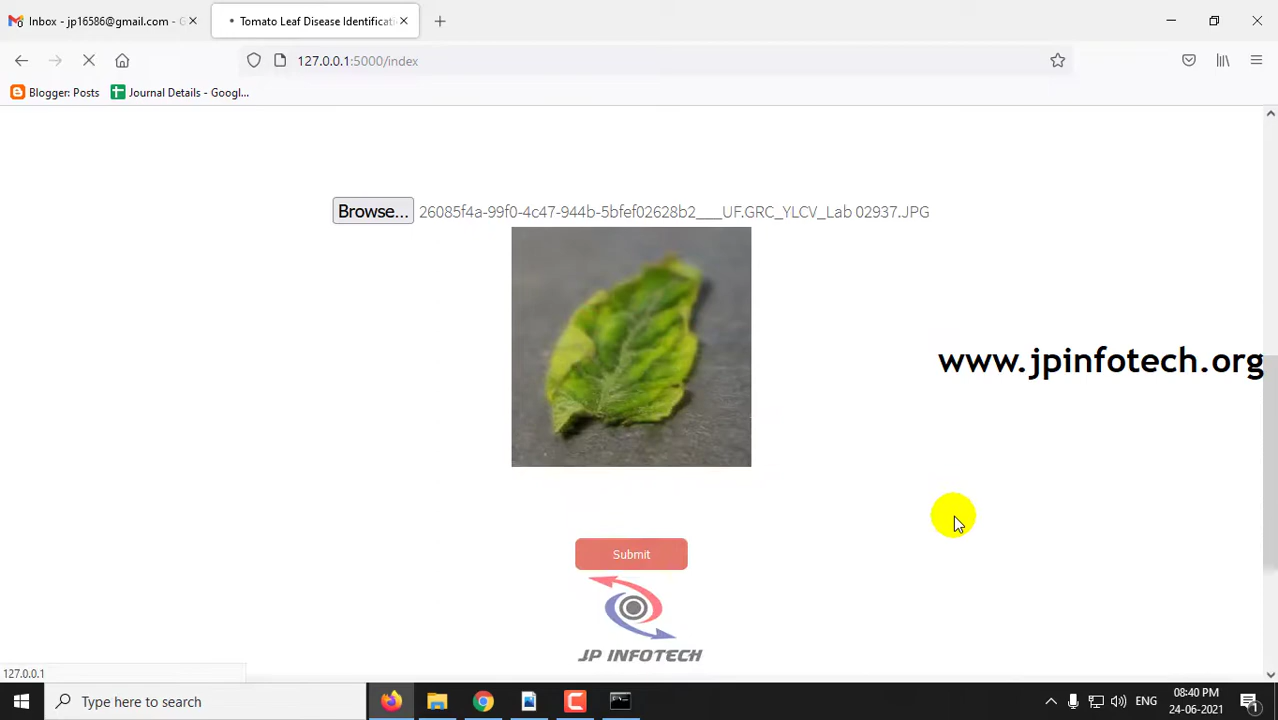 Inbox - jp16586@gmail.com - G
Tomato Leaf Disease Identificati
127.0.0.1:5000/index
Blogger: Posts
Journal Details - Googl...
Browse... 26085f4a-99f0-4c47-944b-5bfef02628b2___UF.GRC_YLCV_Lab 02937.JPG
www.jpinfotech.org
Submit
JP INFOTECH
127.0.0.1
Type here to search
ENG
08:40 PM
24-06-2021
1